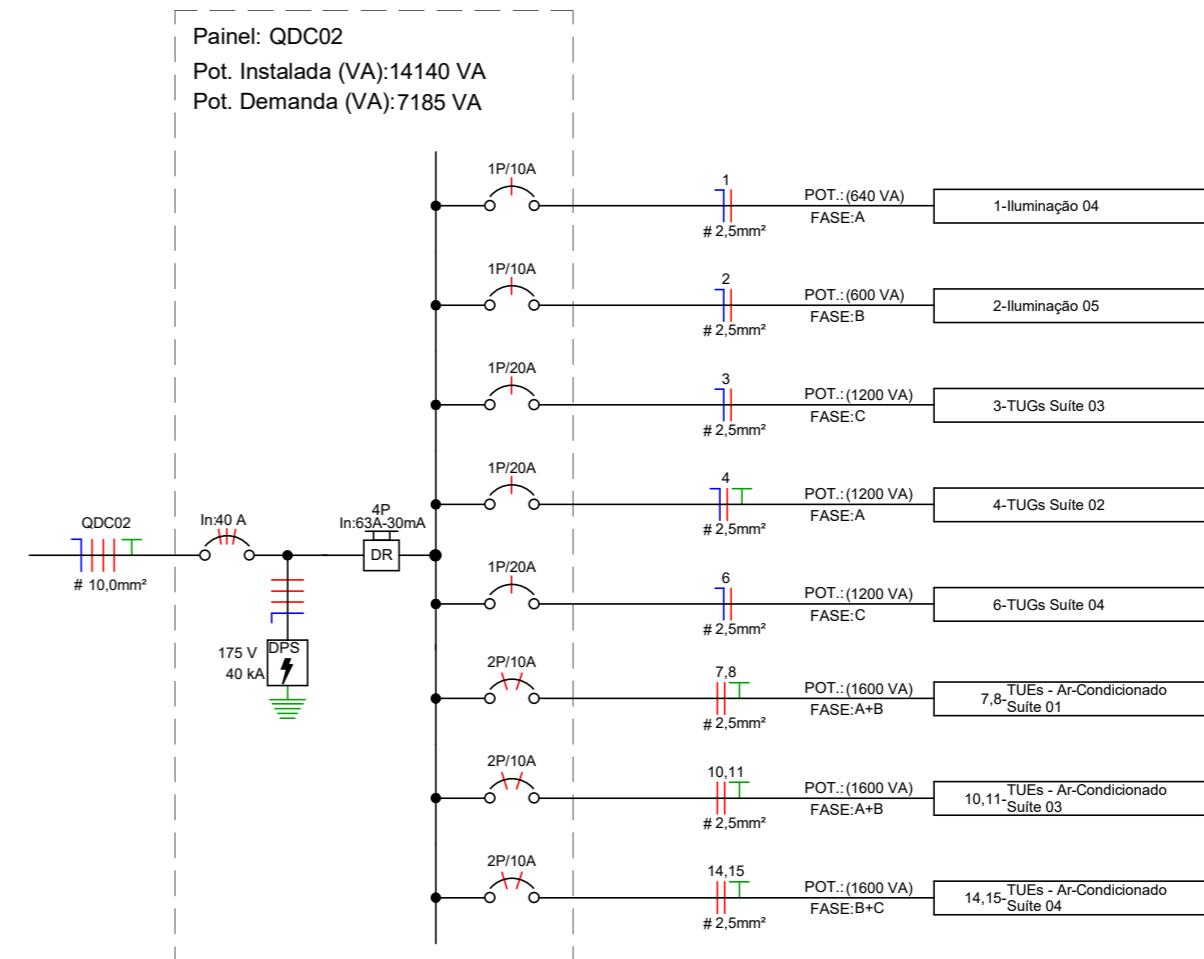 Painel: QDC02
Pot. Instalada (VA):14140 VA
Pot. Demanda (VA):7185 VA
1P/10A
1
# 2,5mm²
POT.:(640 VA)
FASE:A
1-Iluminação 04
1P/10A
2
# 2,5mm²
POT.:(600 VA)
FASE:B
2-Iluminação 05
1P/20A
3
# 2,5mm²
POT.:(1200 VA)
FASE:C
3-TUGs Suíte 03
1P/20A
4
# 2,5mm²
POT.:(1200 VA)
FASE:A
4-TUGs Suíte 02
QDC02
# 10,0mm²
In:40 A
4P
In:63A-30mA
DR
175 V
40 kA
DPS
1P/20A
6
# 2,5mm²
POT.:(1200 VA)
FASE:C
6-TUGs Suíte 04
2P/10A
7,8
# 2,5mm²
POT.:(1600 VA)
FASE:A+B
7,8-TUEs - Ar-Condicionado
Suíte 01
2P/10A
10,11
# 2,5mm²
POT.:(1600 VA)
FASE:A+B
10,11-TUEs - Ar-Condicionado
Suíte 03
2P/10A
14,15
# 2,5mm²
POT.:(1600 VA)
FASE:B+C
14,15-TUEs - Ar-Condicionado
Suíte 04